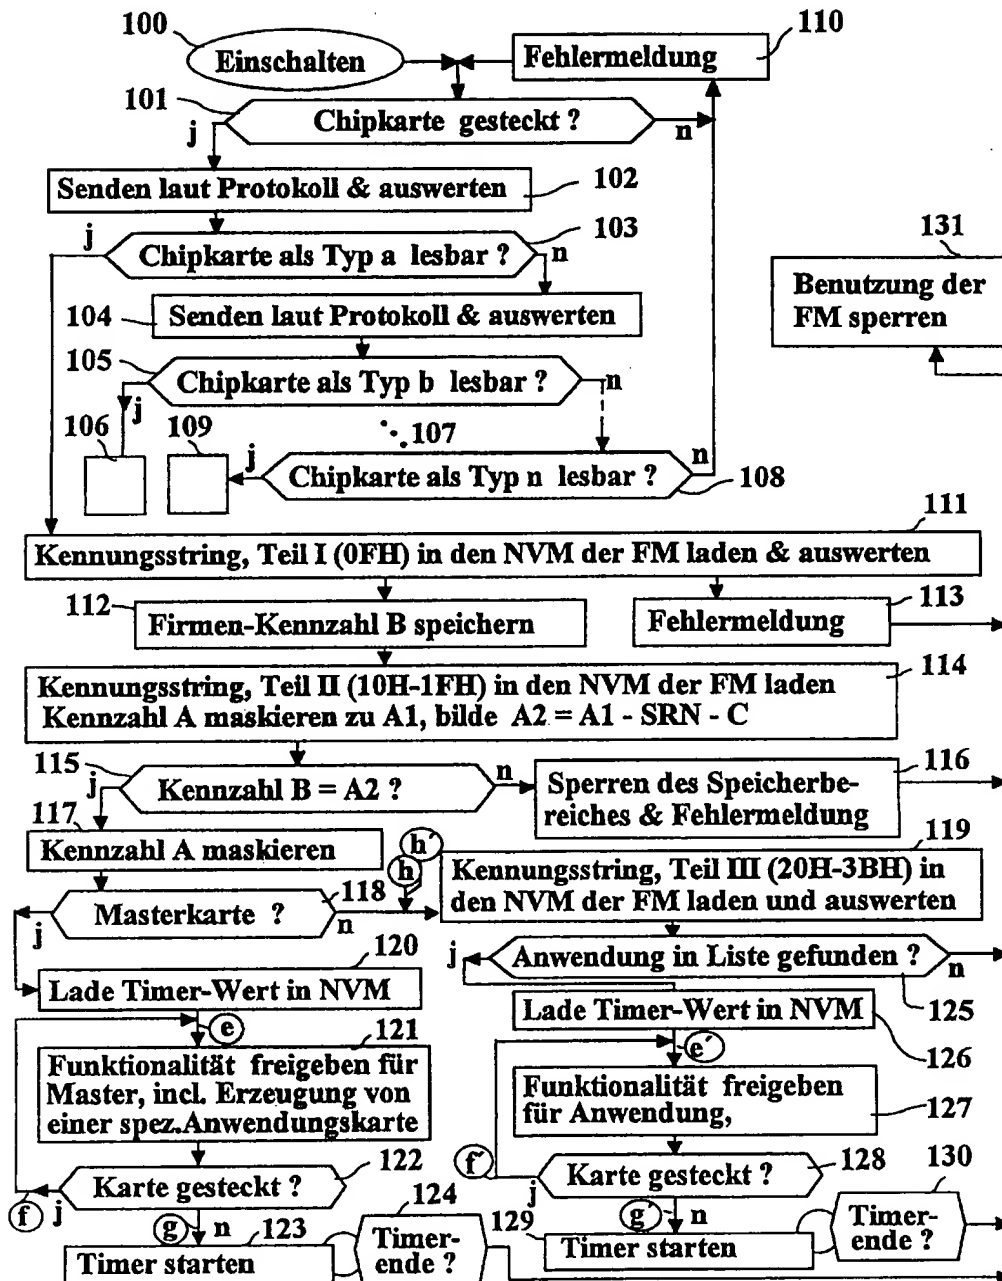 100
Einschalten
Fehlermeldung
110
101
Chipkarte gesteckt ?
j
n
Senden laut Protokoll & auswerten
102
j
Chipkarte als Typ a lesbar ?
103
n
131
Benutzung der
FM sperren
104
Senden laut Protokoll & auswerten
105
Chipkarte als Typ b lesbar ?
n
j
106
109
107
j
Chipkarte als Typ n lesbar ?
n
108
111
Kennungsstring, Teil I (0FH) in den NVM der FM laden & auswerten
112
Firmen-Kennzahl B speichern
Fehlermeldung
113
114
Kennungsstring, Teil II (10H-1FH) in den NVM der FM laden
Kennzahl A maskieren zu A1, bilde A2 = A1 - SRN - C
115
j
Kennzahl B = A2 ?
n
116
Sperren des Speicherbe-
reiches & Fehlermeldung
117
Kennzahl A maskieren
h´
h
119
Kennungsstring, Teil III (20H-3BH) in
den NVM der FM laden und auswerten
118
Masterkarte ?
j
n
j
Anwendung in Liste gefunden ?
n
125
120
Lade Timer-Wert in NVM
Lade Timer-Wert in NVM
126
e
e´
121
Funktionalität freigeben für
Master, incl. Erzeugung von
einer spez.Anwendungskarte
Funktionalität freigeben
für Anwendung,
127
122
Karte gesteckt ?
f
j
g
n
f´
Karte gesteckt ?
128
j
g´
n
130
124
123
Timer starten
Timer-
ende ?
129
Timer starten
Timer-
ende ?